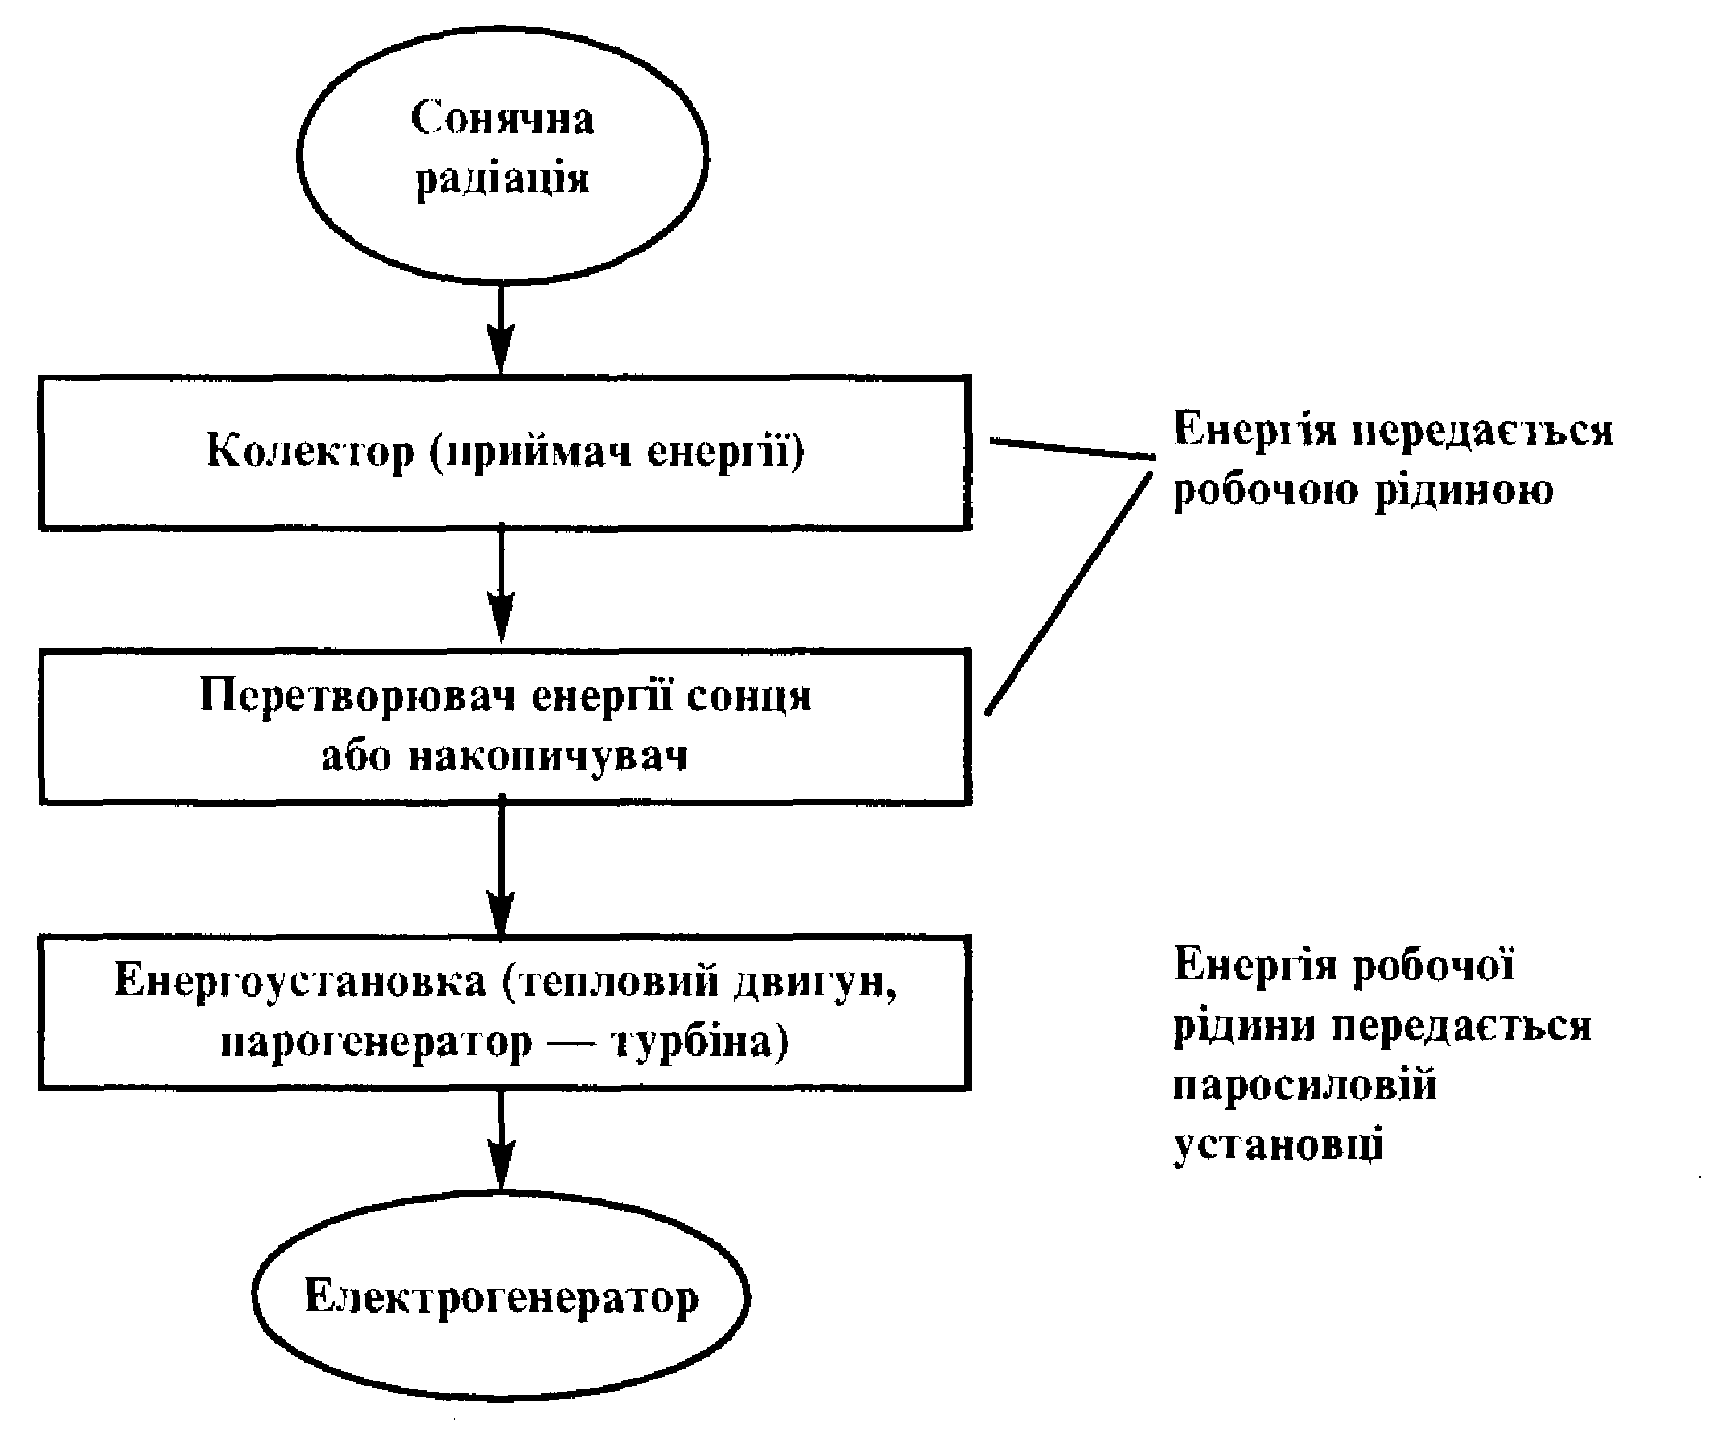 Сонячна
радіація
Колектор (приймач енергії)
Енергія передається
робочою рідиною
Перетворювач енергії сонця
або накопичувач
Енергоустановка (тепловий двигун,
парогенератор — турбіна)
Енергія робочої
рідини передається
паросиловій
установці
Електрогенератор